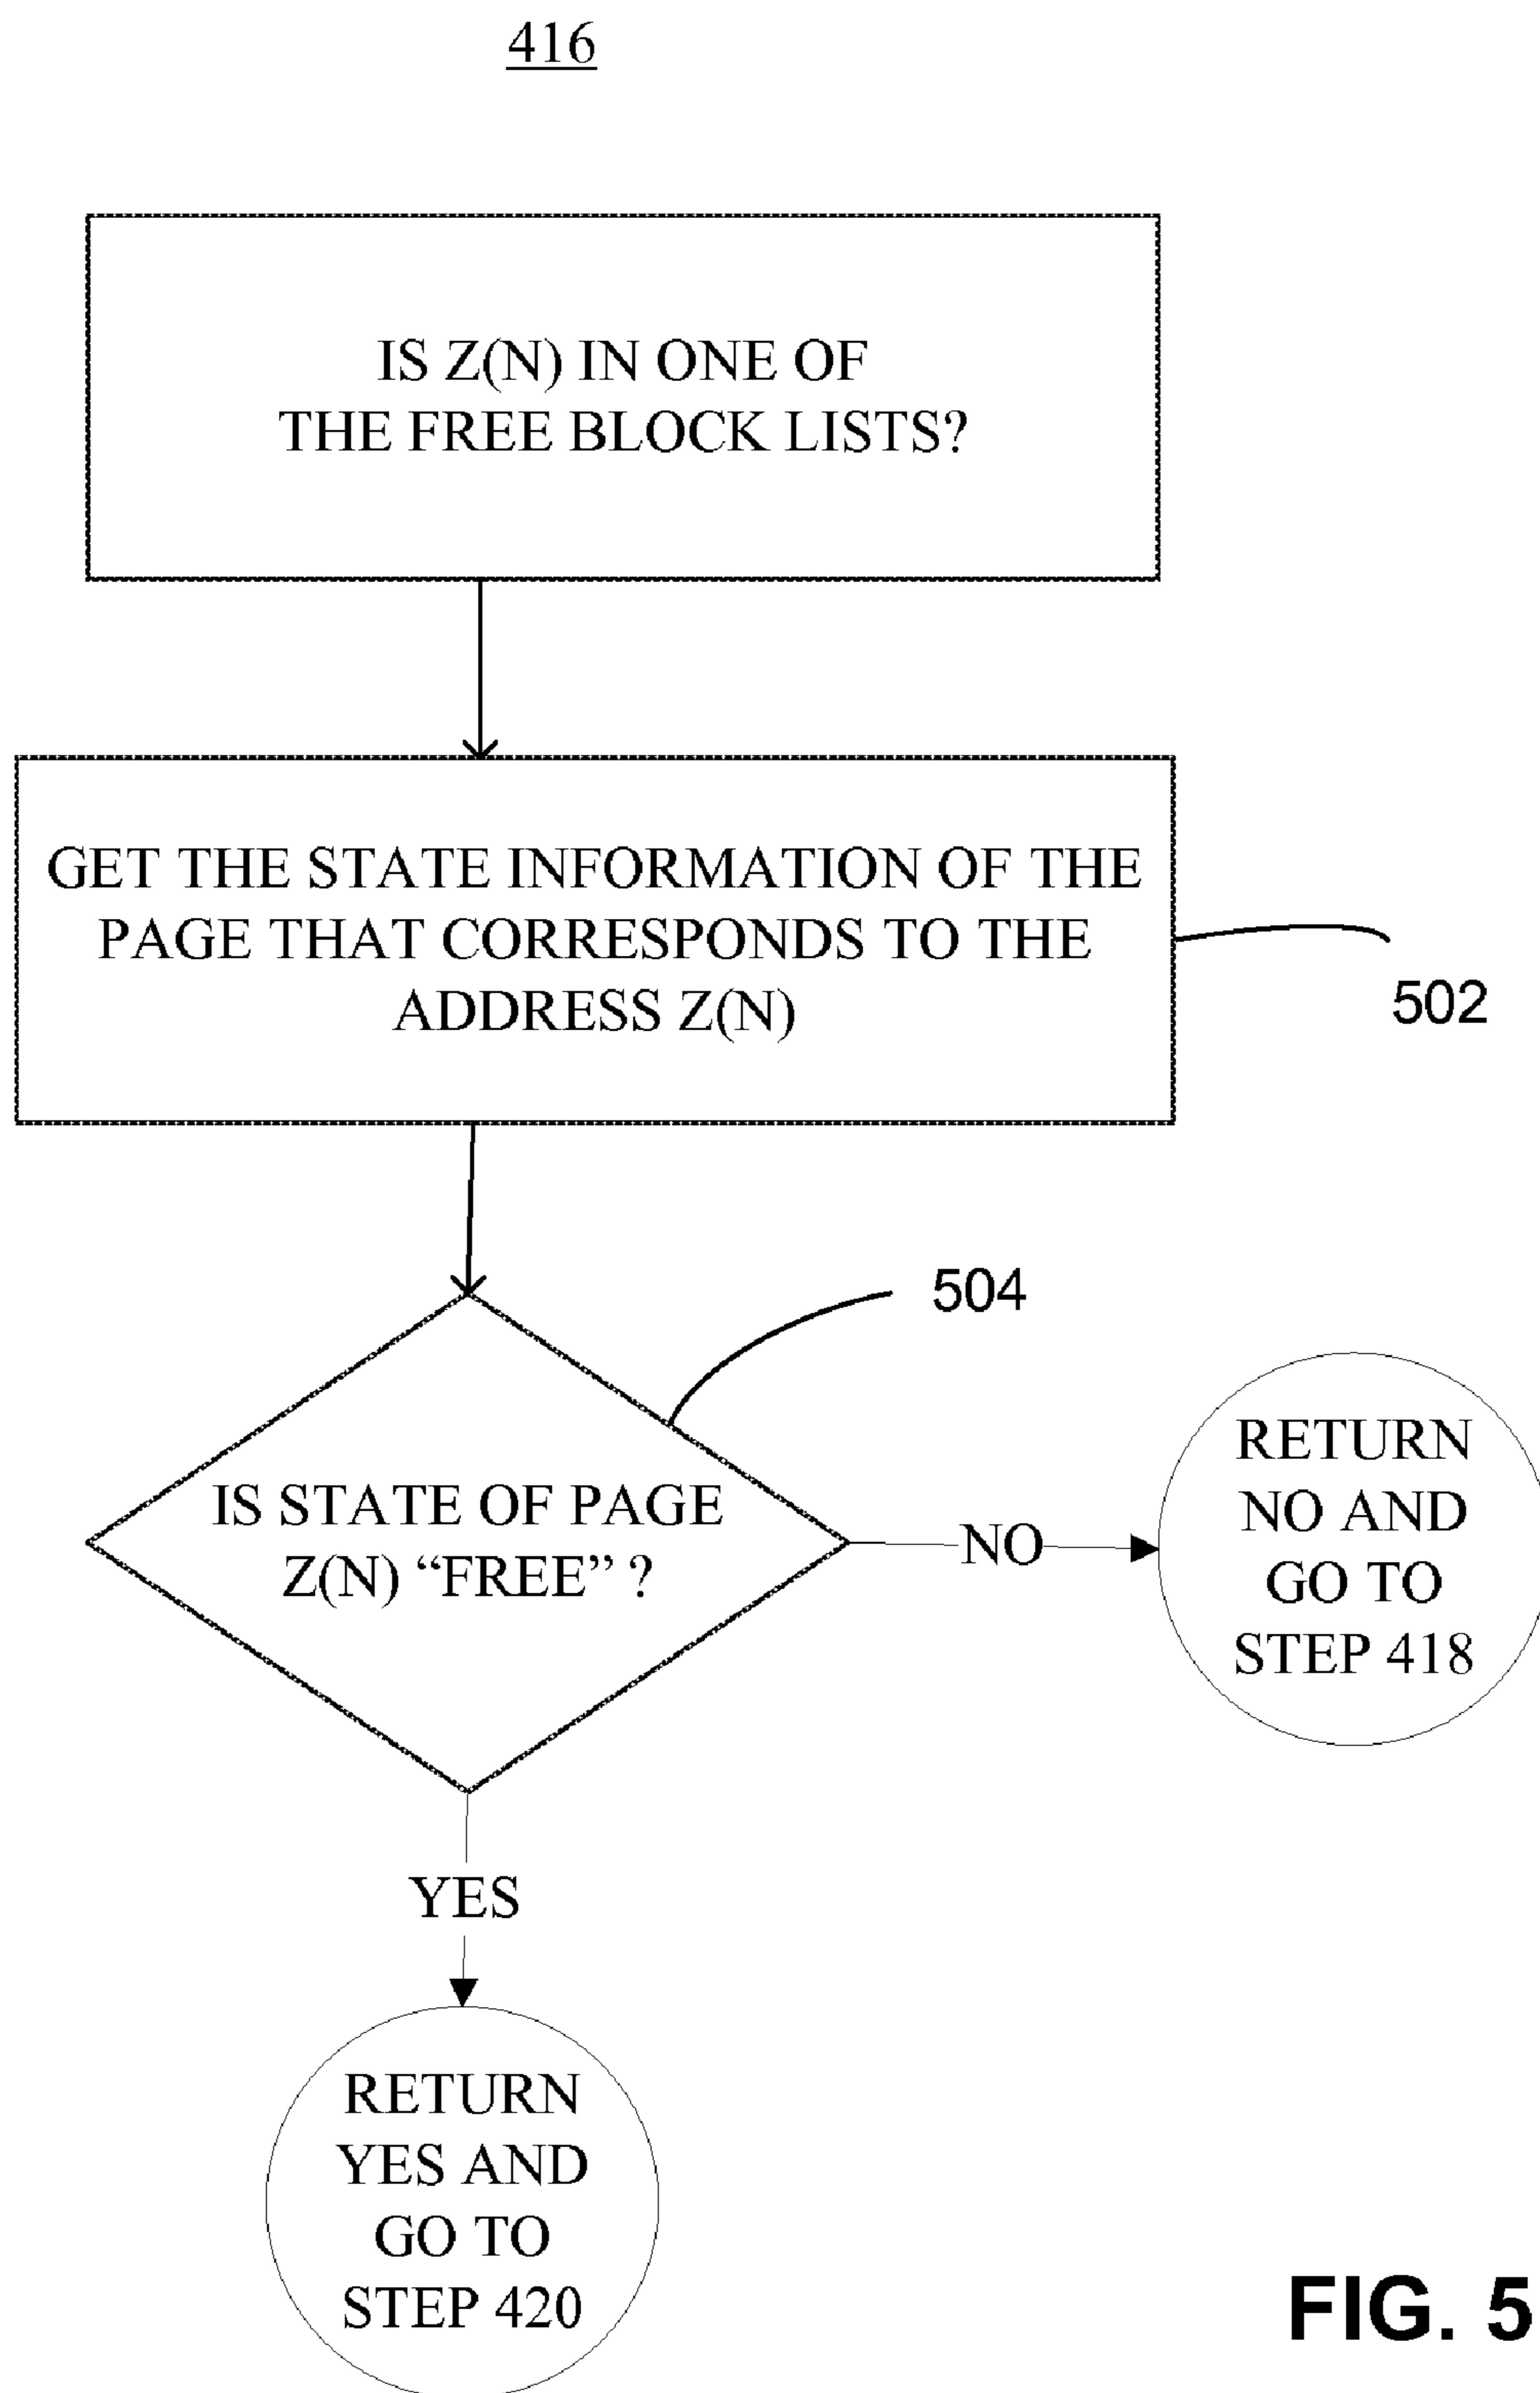 416
IS Z(N) IN ONE OF
THE FREE BLOCK LISTS?
GET THE STATE INFORMATION OF THE
PAGE THAT CORRESPONDS TO THE
ADDRESS Z(N)
502
504
IS STATE OF PAGE
Z(N) “FREE” ?
NO
RETURN
NO AND
GO TO
STEP 418
YES
RETURN
YES AND
GO TO
STEP 420
FIG. 5